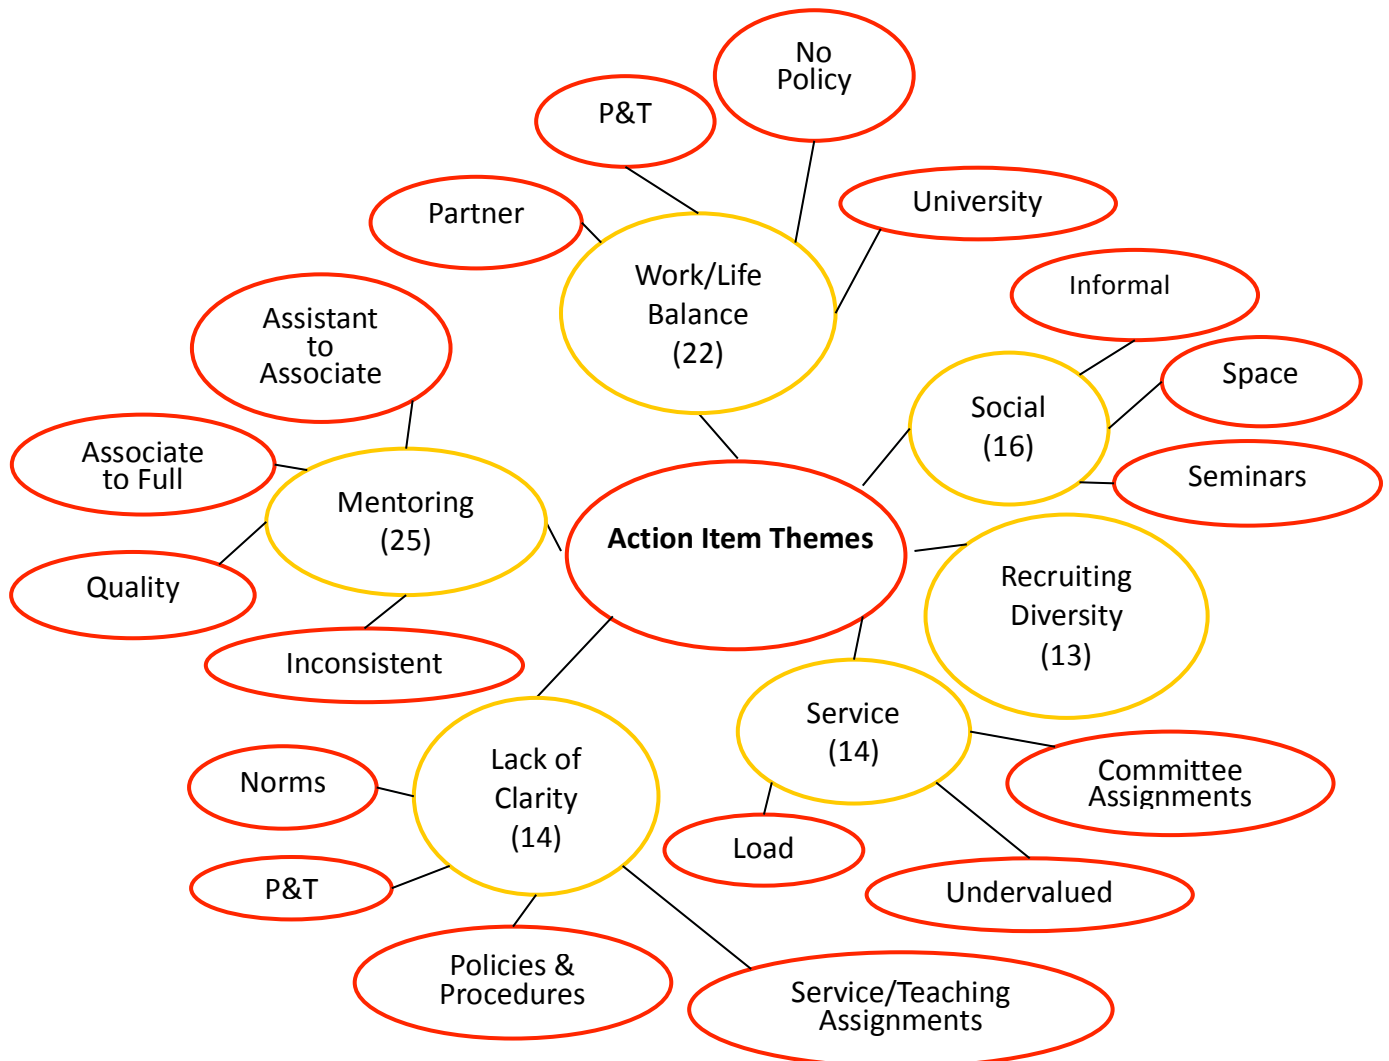 No
Policy
P&T
University
Partner
Work/Life
Balance
(22)
Informal
Assistant
to
Associate
Space
Social
(16)
Associate
to Full
Seminars
Mentoring
(25)
Action Item Themes
Quality
Recruiting
Diversity
(13)
Inconsistent
Service
(14)
Lack of
Clarity
(14)
Norms
Committee
Assignments
Load
P&T
Undervalued
Policies &
Procedures
Service/Teaching
Assignments